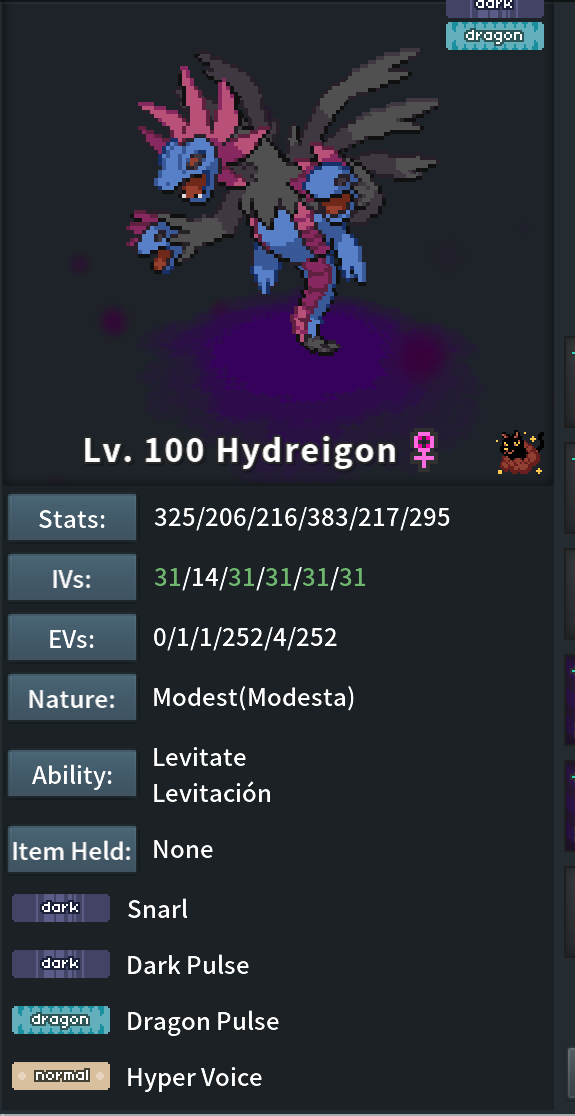 dark
dragon
Lv. 100 Hydreigon ♀
Stats: 325/206/216/383/217/295
IVs: 31/14/31/31/31/31
EVs: 0/1/1/252/4/252
Nature: Modest(Modesta)
Ability: Levitate
Levitación
Item Held: None
dark Snarl
dark Dark Pulse
dragon Dragon Pulse
normal Hyper Voice